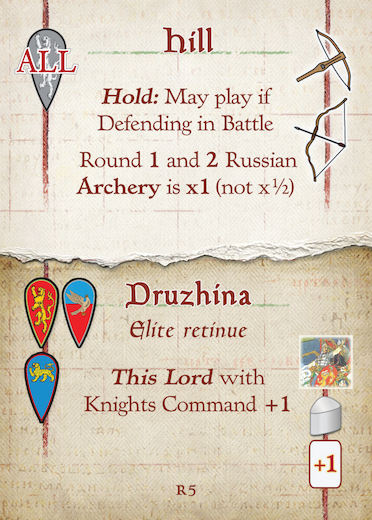 Hill
ALL
Hold: May play if
Defending in Battle
Round 1 and 2 Russian
Archery is x1 (not x½)
Druzhina
Elite retinue
This Lord with
Knights Command +1
+1
R5